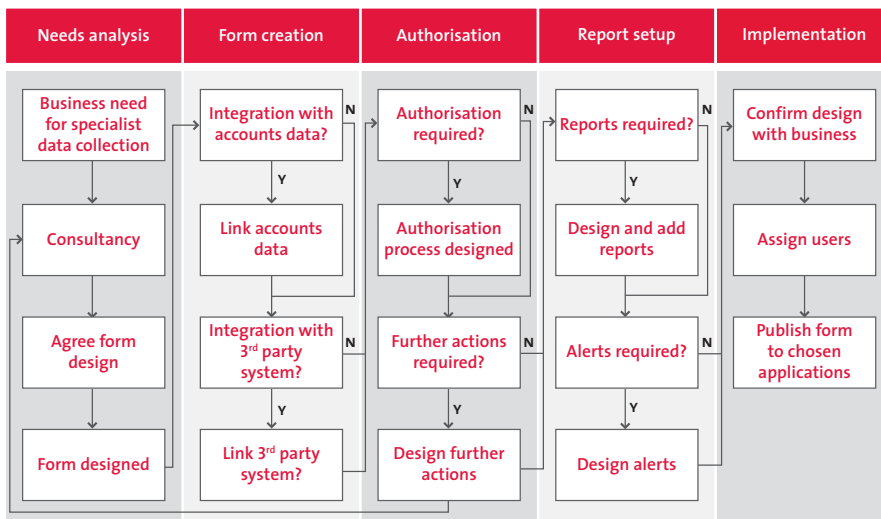 Needs analysis
Form creation
Authorisation
Report setup
Implementation
Business need
for specialist
data collection
Consultancy
Agree form
design
Form designed
Integration with
accounts data?
N
Y
Link accounts
data
Integration with
3rd party
system?
N
Y
Link 3rd party
system?
Authorisation
required?
N
Y
Authorisation
process designed
Further actions
required?
N
Y
Design further
actions
Reports required?
N
Y
Design and add
reports
Alerts required?
N
Y
Design alerts
Confirm design
with business
Assign users
Publish form
to chosen
applications